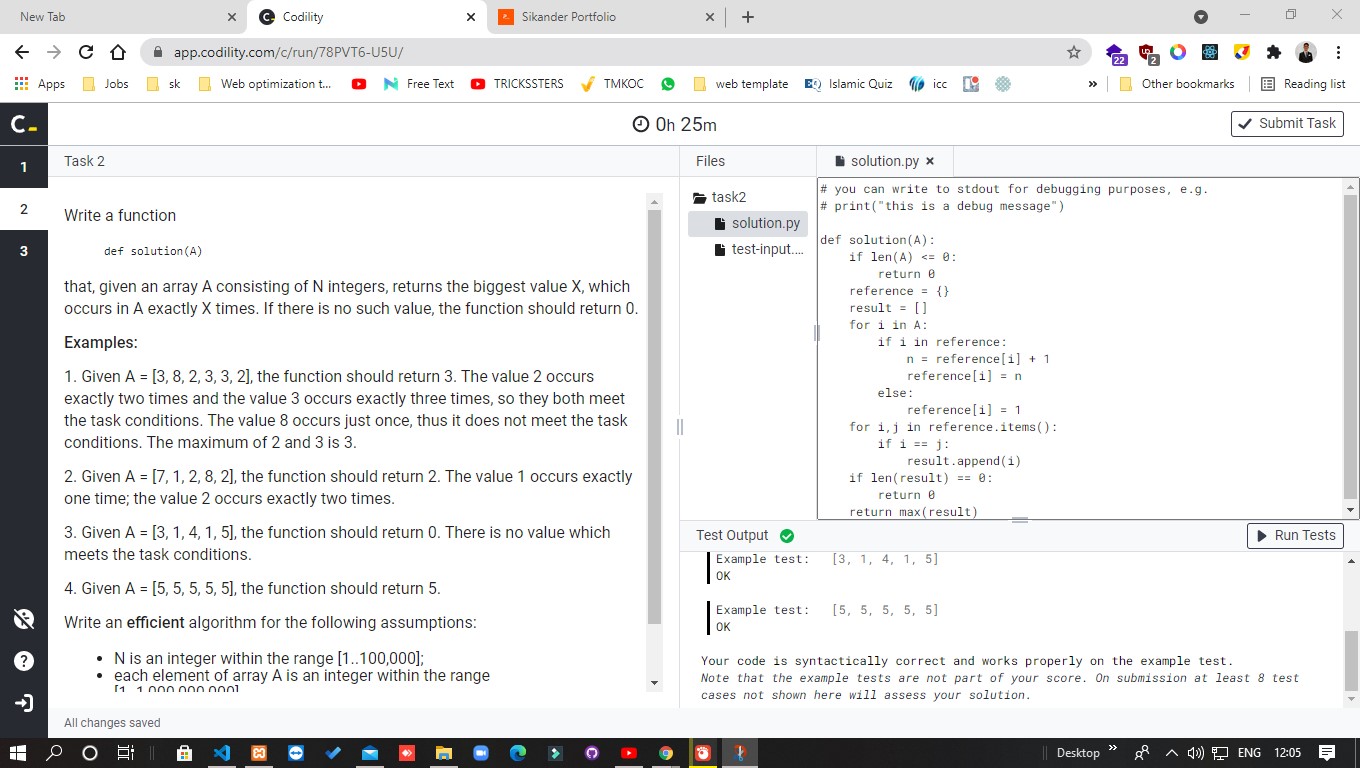 New Tab
Codility
Sikander Portfolio
app.codility.com/c/run/78PVT6-U5U/
22
2
Apps
Jobs
sk
Web optimization t...
Free Text
TRICKSSTERS
TMKOC
web template
Islamic Quiz
icc
»
Other bookmarks
Reading list
C
0h 25m
Submit Task
1
2
3
Task 2
Write a function
def solution(A)
that, given an array A consisting of N integers, returns the biggest value X, which
occurs in A exactly X times. If there is no such value, the function should return 0.
Examples:
1. Given A = [3, 8, 2, 3, 3, 2], the function should return 3. The value 2 occurs
exactly two times and the value 3 occurs exactly three times, so they both meet
the task conditions. The value 8 occurs just once, thus it does not meet the task
conditions. The maximum of 2 and 3 is 3.
2. Given A = [7, 1, 2, 8, 2], the function should return 2. The value 1 occurs exactly
one time; the value 2 occurs exactly two times.
3. Given A = [3, 1, 4, 1, 5], the function should return 0. There is no value which
meets the task conditions.
4. Given A = [5, 5, 5, 5, 5], the function should return 5.
Write an efficient algorithm for the following assumptions:
• N is an integer within the range [1..100,000];
• each element of array A is an integer within the range
[1..1,000,000,000]
All changes saved
Files
task2
solution.py
test-input....
solution.py
# you can write to stdout for debugging purposes, e.g.
# print("this is a debug message")
def solution(A):
    if len(A) <= 0:
        return 0
    reference = {}
    result = []
    for i in A:
        if i in reference:
            n = reference[i] + 1
            reference[i] = n
        else:
            reference[i] = 1
    for i,j in reference.items():
        if i == j:
            result.append(i)
    if len(result) == 0:
        return 0
    return max(result)
Test Output
Run Tests
Example test: [3, 1, 4, 1, 5]
OK
Example test: [5, 5, 5, 5, 5]
OK
Your code is syntactically correct and works properly on the example test.
Note that the example tests are not part of your score. On submission at least 8 test
cases not shown here will assess your solution.
Desktop
»
ENG
12:05